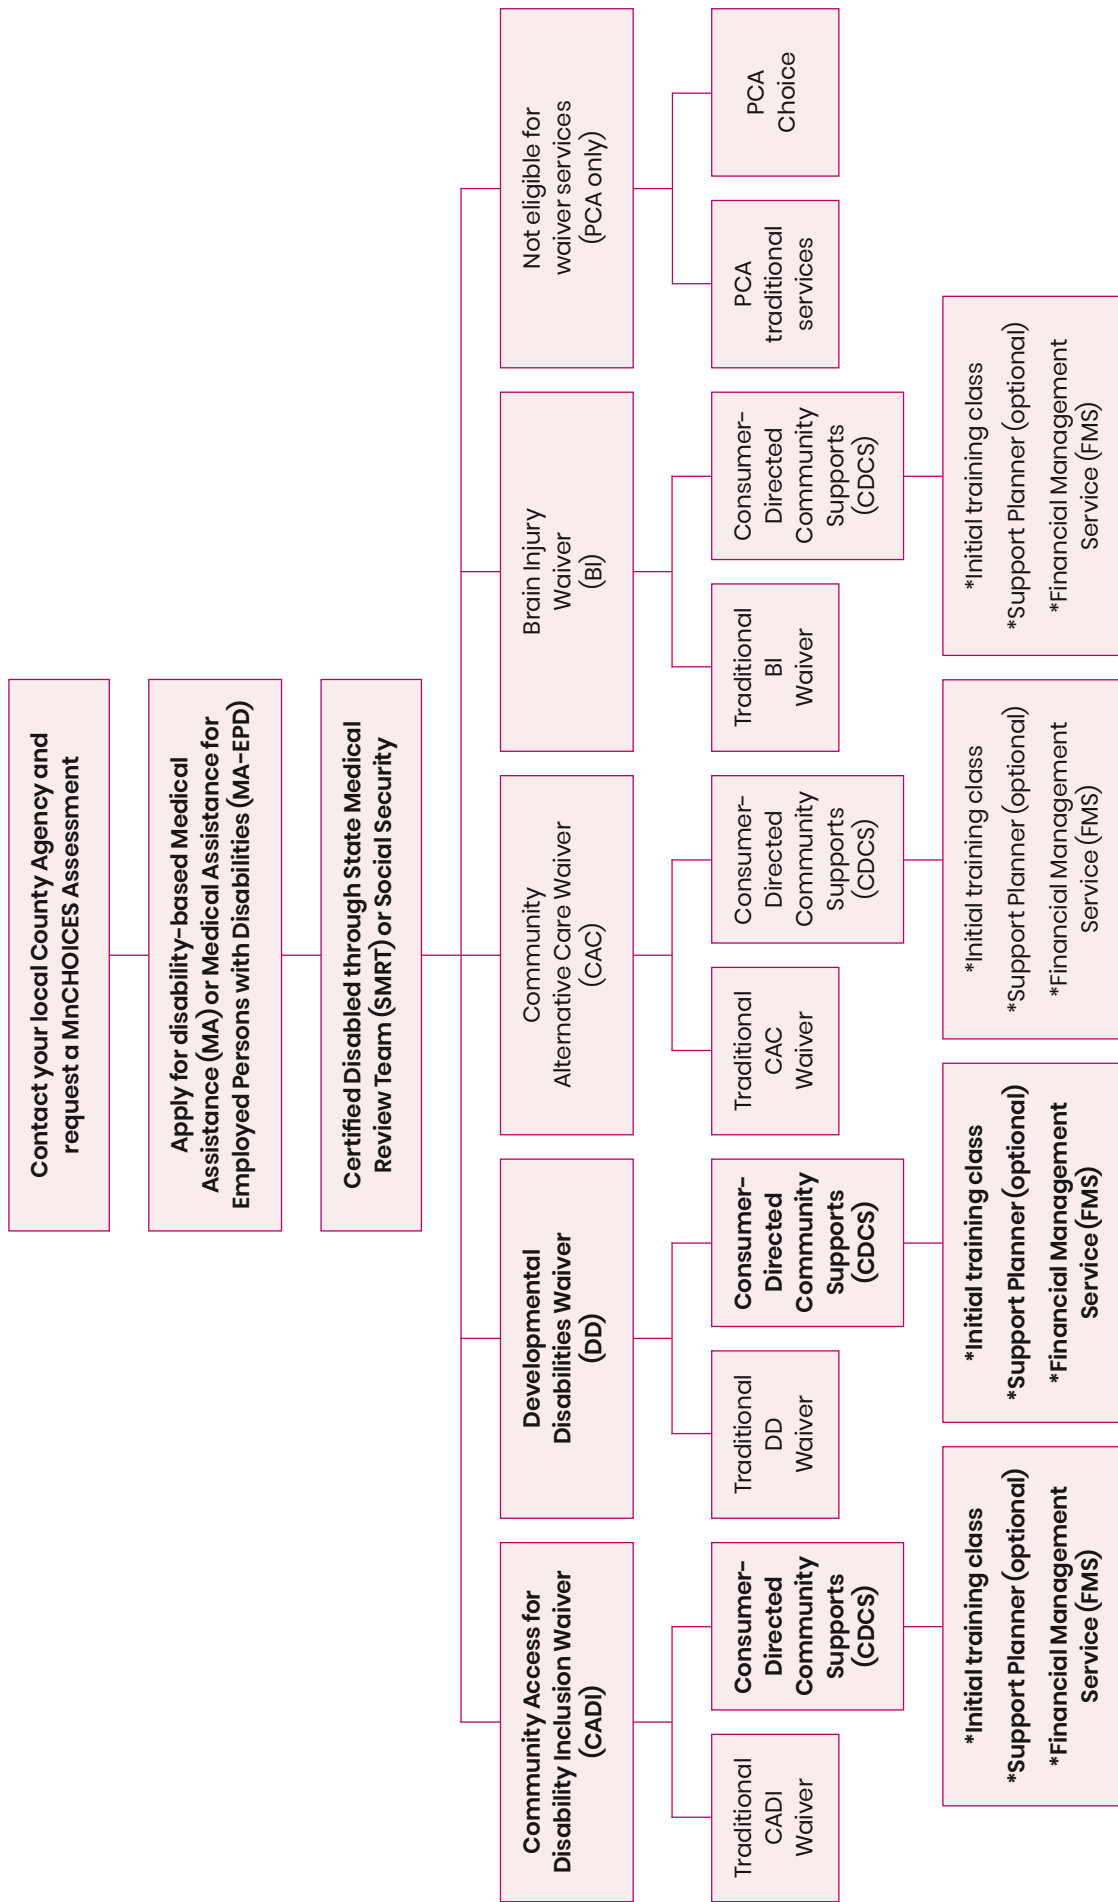 Contact your local County Agency and
request a MnCHOICES Assessment
Apply for disability-based Medical
Assistance (MA) or Medical Assistance for
Employed Persons with Disabilities (MA-EPD)
Certified Disabled through State Medical
Review Team (SMRT) or Social Security
Community Access for
Disability Inclusion Waiver
(CADI)
Developmental
Disabilities Waiver
(DD)
Community
Alternative Care Waiver
(CAC)
Brain Injury
Waiver
(BI)
Not eligible for
waiver services
(PCA only)
Traditional
CADI
Waiver
Consumer-
Directed
Community
Supports
(CDCS)
Traditional
DD
Waiver
Consumer-
Directed
Community
Supports
(CDCS)
Traditional
CAC
Waiver
Consumer-
Directed
Community
Supports
(CDCS)
Traditional
BI
Waiver
Consumer-
Directed
Community
Supports
(CDCS)
PCA
traditional
services
PCA
Choice
*Initial training class
*Support Planner (optional)
*Financial Management
Service (FMS)
*Initial training class
*Support Planner (optional)
*Financial Management
Service (FMS)
*Initial training class
*Support Planner (optional)
*Financial Management
Service (FMS)
*Initial training class
*Support Planner (optional)
*Financial Management
Service (FMS)